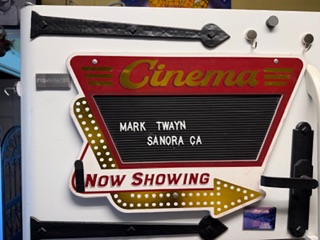 Cinema
MARK TWAYN
SANORA CA
NOW SHOWING